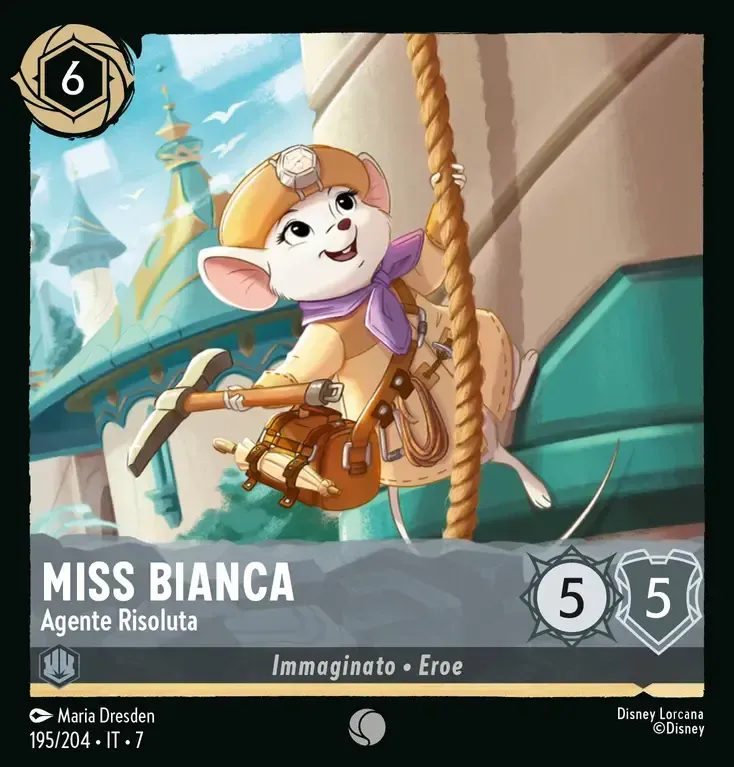 6
MISS BIANCA
Agente Risoluta
5
5
Immaginato • Eroe
Maria Dresden
195/204 • IT • 7
Disney Lorcana
©Disney